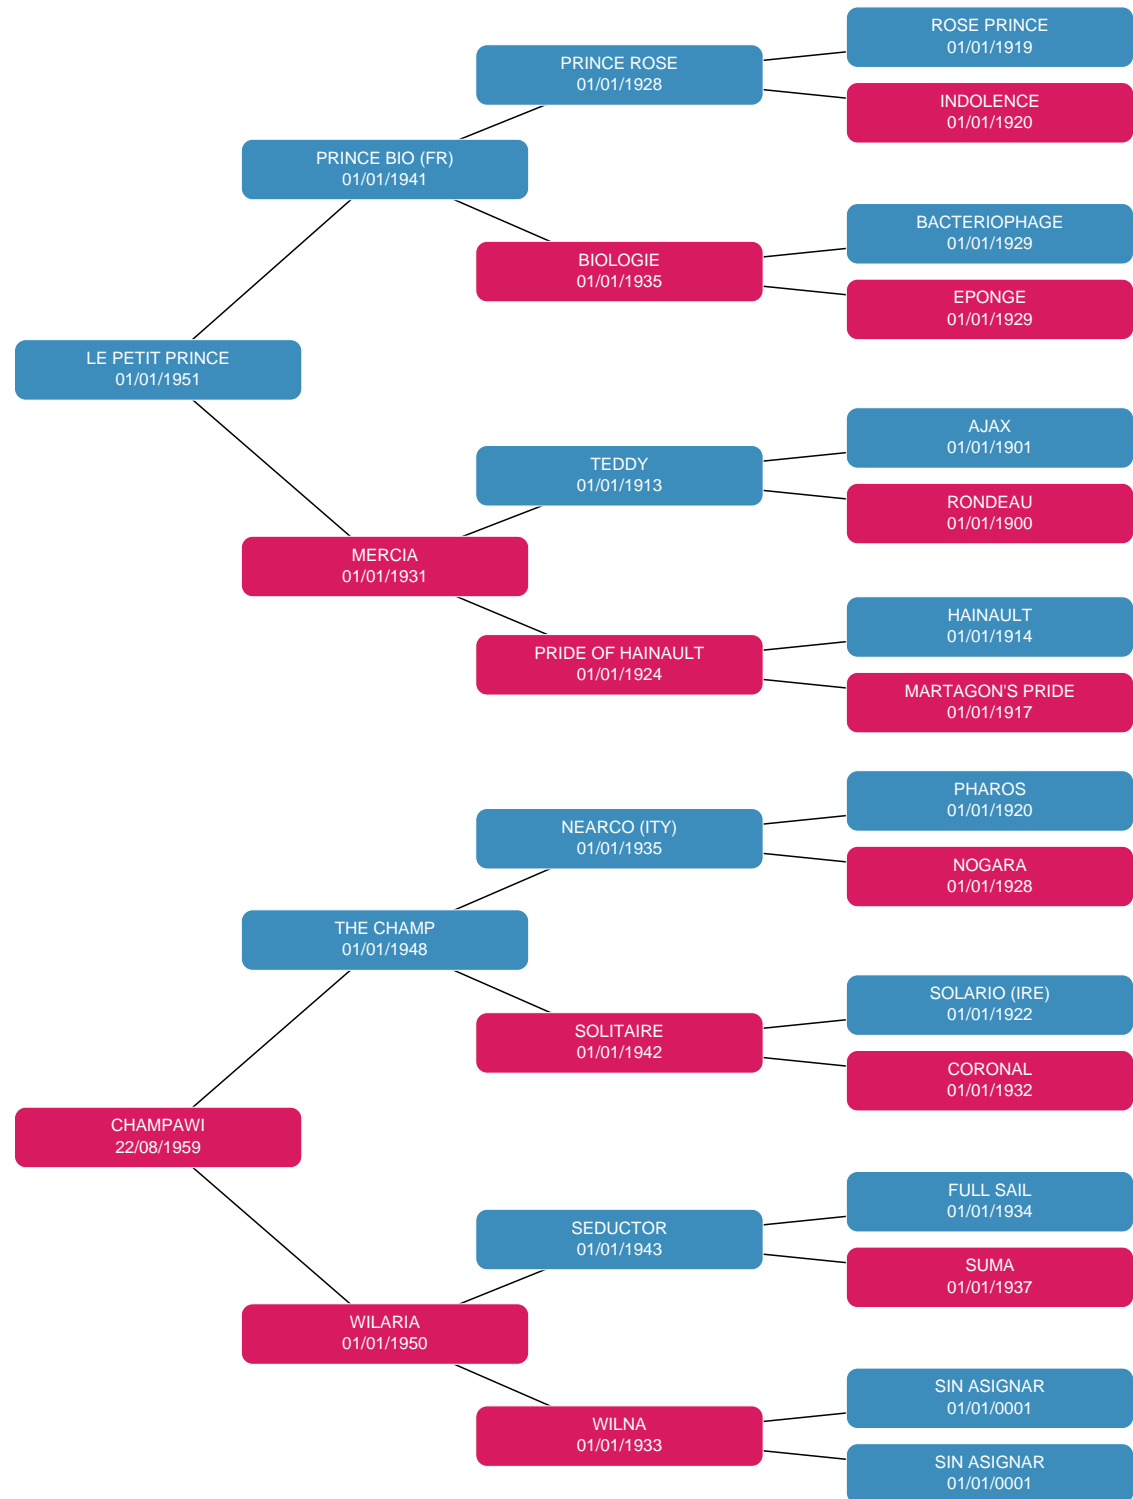 ROSE PRINCE
01/01/1919
PRINCE ROSE
01/01/1928
INDOLENCE
01/01/1920
PRINCE BIO (FR)
01/01/1941
BACTERIOPHAGE
01/01/1929
BIOLOGIE
01/01/1935
EPONGE
01/01/1929
LE PETIT PRINCE
01/01/1951
AJAX
01/01/1901
TEDDY
01/01/1913
RONDEAU
01/01/1900
MERCIA
01/01/1931
HAINAULT
01/01/1914
PRIDE OF HAINAULT
01/01/1924
MARTAGON'S PRIDE
01/01/1917
PHAROS
01/01/1920
NEARCO (ITY)
01/01/1935
NOGARA
01/01/1928
THE CHAMP
01/01/1948
SOLARIO (IRE)
01/01/1922
SOLITAIRE
01/01/1942
CORONAL
01/01/1932
CHAMPAWI
22/08/1959
FULL SAIL
01/01/1934
SEDUCTOR
01/01/1943
SUMA
01/01/1937
WILARIA
01/01/1950
SIN ASIGNAR
01/01/0001
WILNA
01/01/1933
SIN ASIGNAR
01/01/0001